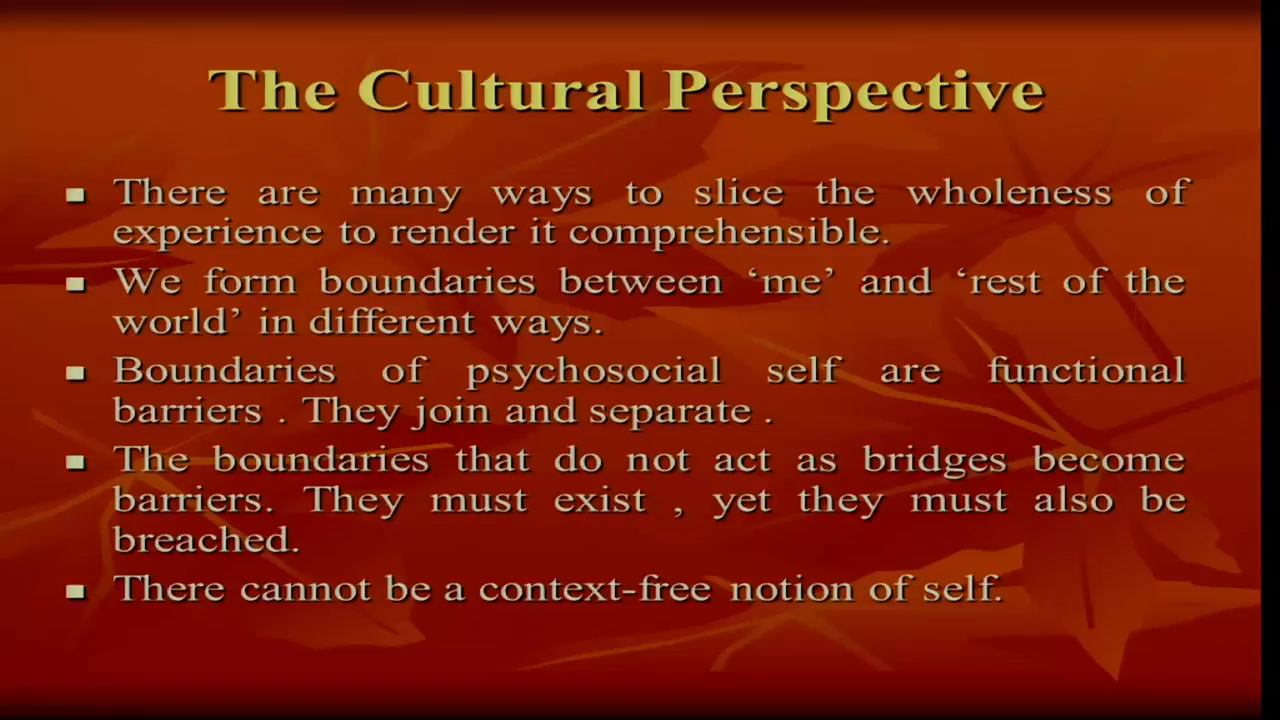 The Cultural Perspective
There are many ways to slice the wholeness of
experience to render it comprehensible.
We form boundaries between ‘me’ and ‘rest of the
world’ in different ways.
Boundaries of psychosocial self are functional
barriers . They join and separate .
The boundaries that do not act as bridges become
barriers. They must exist , yet they must also be
breached.
There cannot be a context-free notion of self.